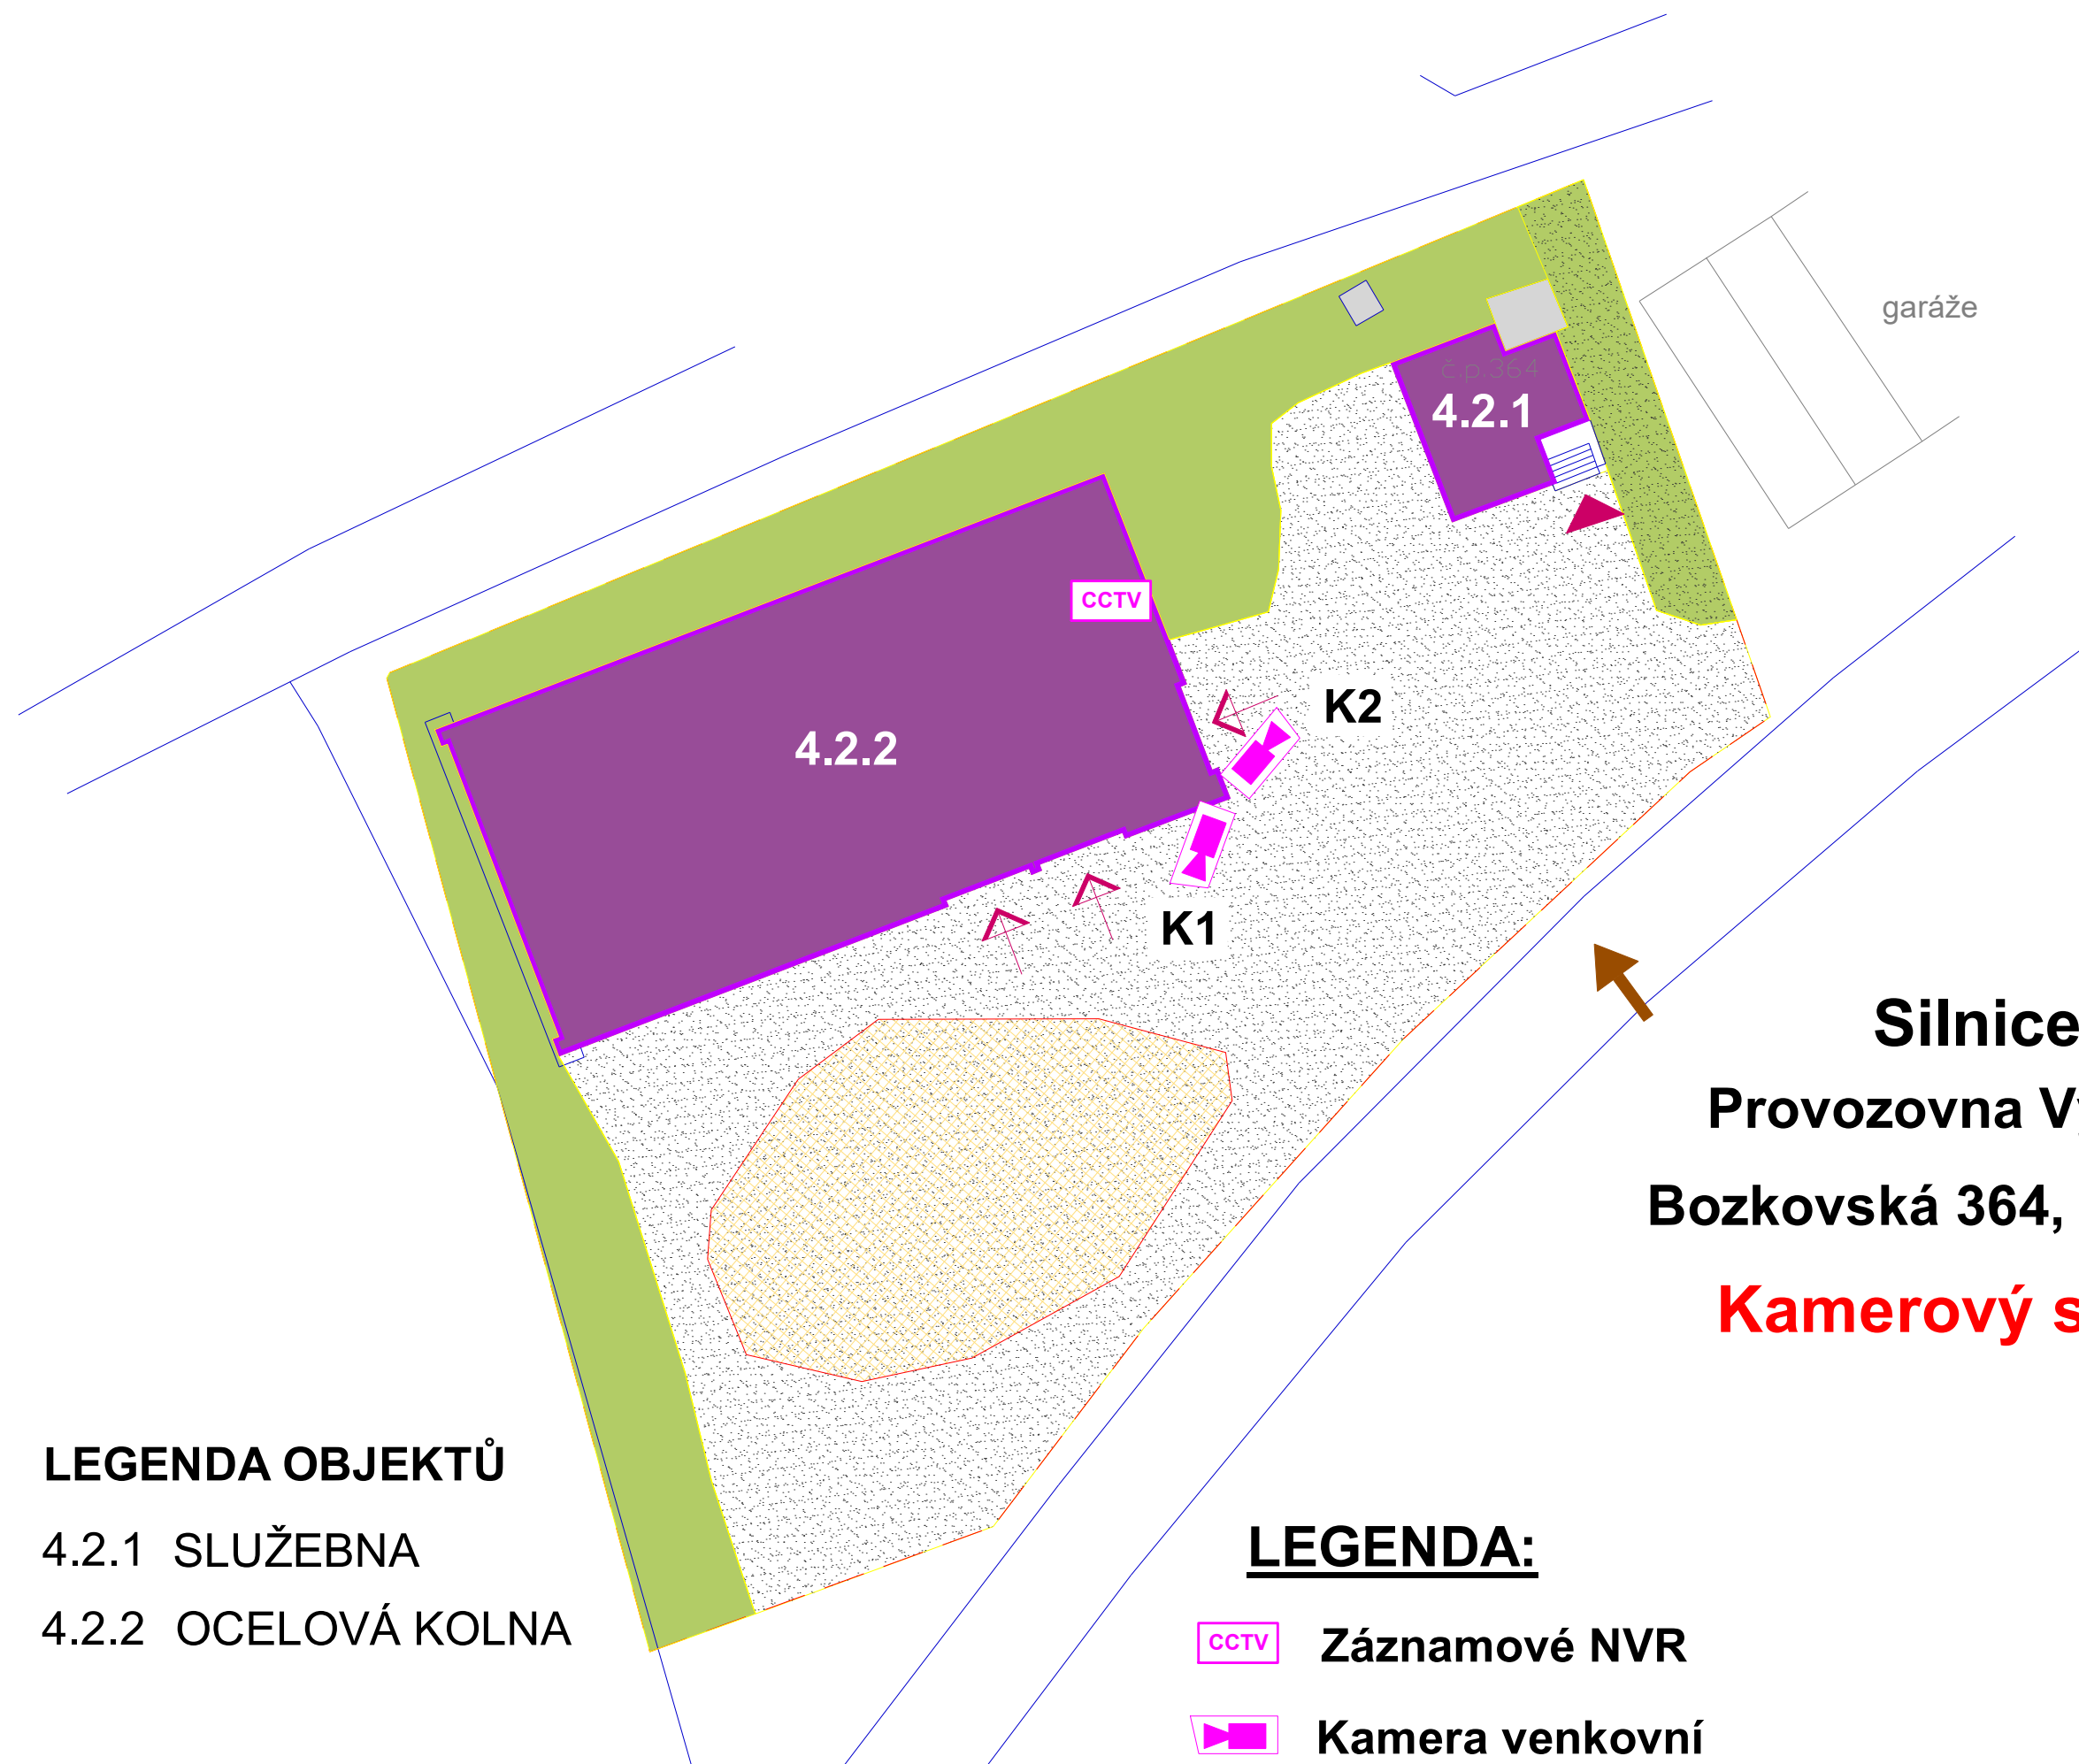 garáže
č.p.364
4.2.1
CCTV
K2
4.2.2
K1
Silnice
Provozovna
Bozkovská 364,
Kamerový
LEGENDA OBJEKTŮ
4.2.1 SLUŽEBNA
4.2.2 OCELOVÁ KOLNA
LEGENDA:
CCTV Záznamové NVR
Kamera venkovní